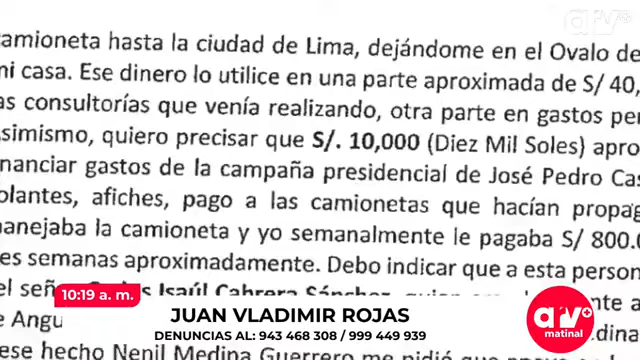 camioneta hasta la ciudad de Lima, dejándome en el Ovalo de
mi casa. Ese dinero lo utilice en una parte aproximada de S/ 40,
as consultorías que venía realizando, otra parte en gastos per
simismo, quiero precisar que S/. 10,000 (Diez Mil Soles) apro
nanciar gastos de la campaña presidencial de José Pedro Cas
olantes, afiches, pago a las camionetas que hacían propag
anejaba la camioneta y yo semanalmente le pagaba S/ 800.0
es semanas aproximadamente. Debo indicar que a esta person
el señ Isaúl Cabrera Sánchez
e Angu
ese hecho Nenil Medina Guerrero me pidió que
atv+
10:19 a. m.
JUAN VLADIMIR ROJAS
DENUNCIAS AL: 943 468 308 / 999 449 939
atv+
matinal